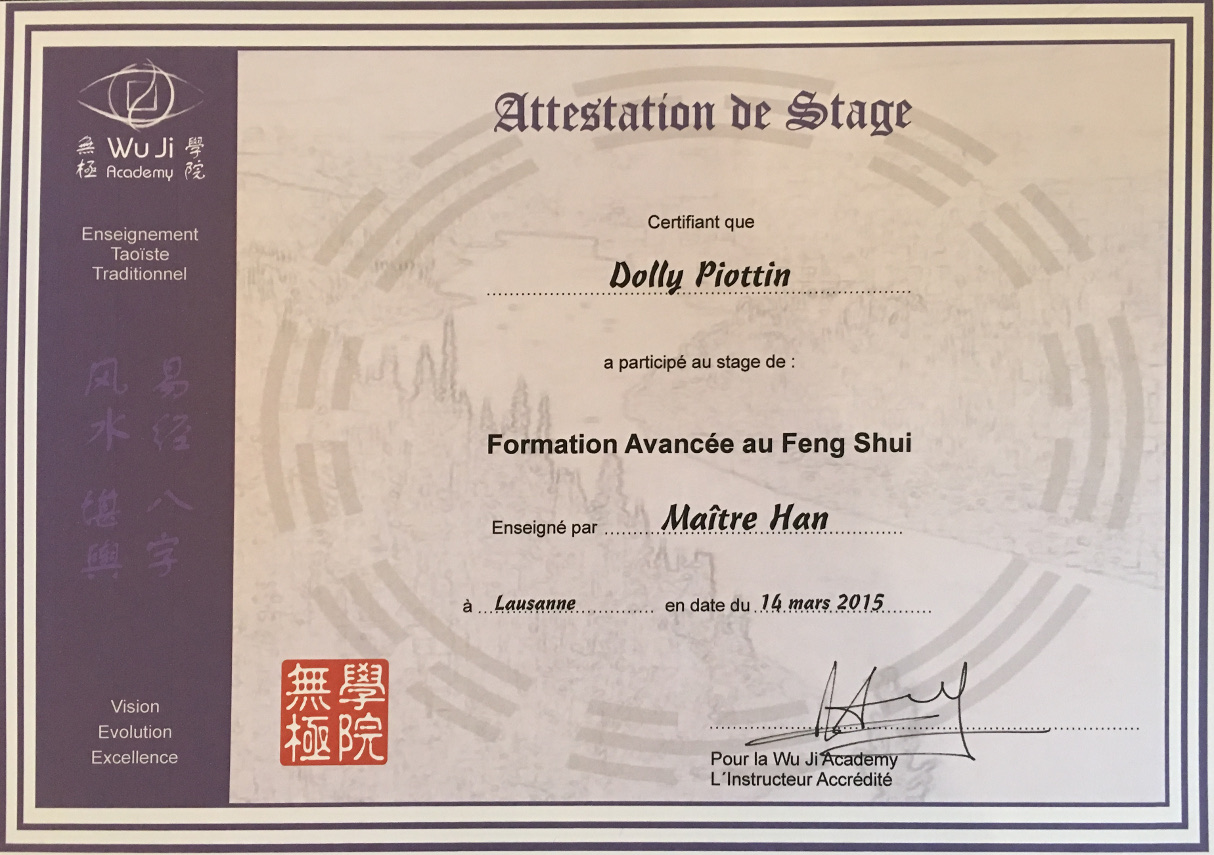 無極 Wu Ji 學院
Academy
Enseignement
Taoïste
Traditionnel
风水 易经
堪輿 八字
Vision
Evolution
Excellence
Attestation de Stage
Certifiant que
Dolly Piottin
a participé au stage de :
Formation Avancée au Feng Shui
Enseigné par Maître Han
à Lausanne en date du 14 mars 2015
無極學院
Pour la Wu Ji Academy
L´Instructeur Accrédité